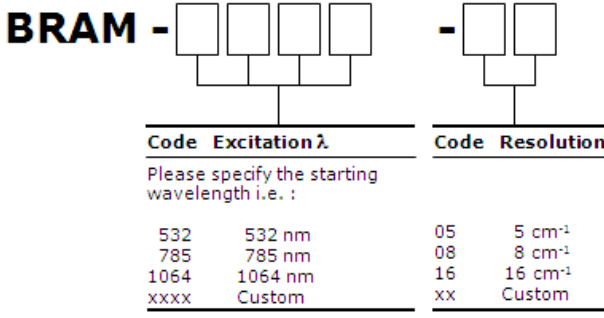 BRAM - -
Code Excitation λ Code Resolution
Please specify the starting
wavelength i.e. :
532 532 nm 05 5 cm⁻¹
785 785 nm 08 8 cm⁻¹
1064 1064 nm 16 16 cm⁻¹
xxxx Custom xx Custom